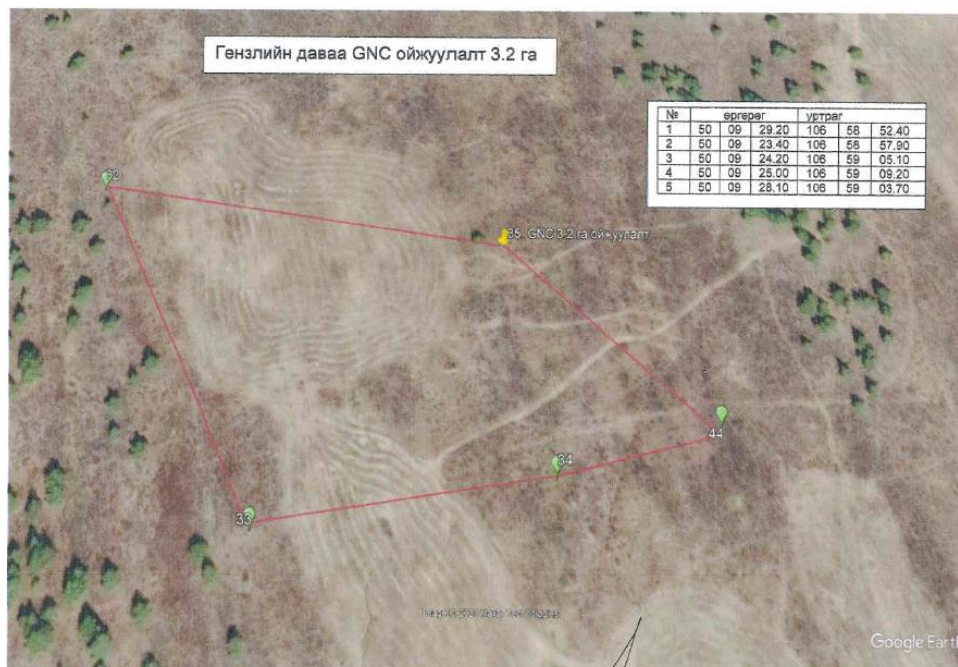 Гөнзлийн даваа GNC ойжуулалт 3.2 га
№ өргөрөг уртраг
1 50 09 29.20 106 58 52.40
2 50 09 23.40 106 58 57.90
3 50 09 24.20 106 59 05.10
4 50 09 25.00 106 59 09.20
5 50 09 28.10 106 59 03.70
32
35 GNC 3.2 га ойжуулалт
44
34
33
Technologies
Google Earth